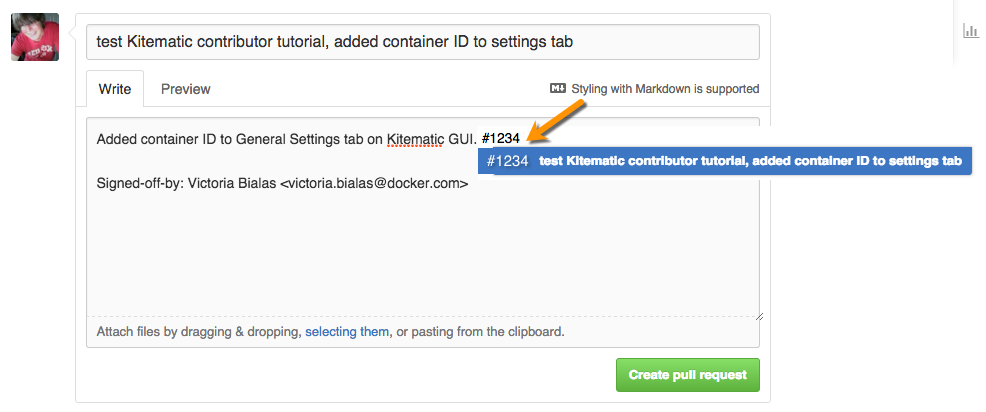 test Kitematic contributor tutorial, added container ID to settings tab
Write Preview Styling with Markdown is supported
Added container ID to General Settings tab on Kitematic GUI. #1234
#1234 test Kitematic contributor tutorial, added container ID to settings tab
Signed-off-by: Victoria Bialas <victoria.bialas@docker.com>
Attach files by dragging & dropping, selecting them, or pasting from the clipboard.
Create pull request